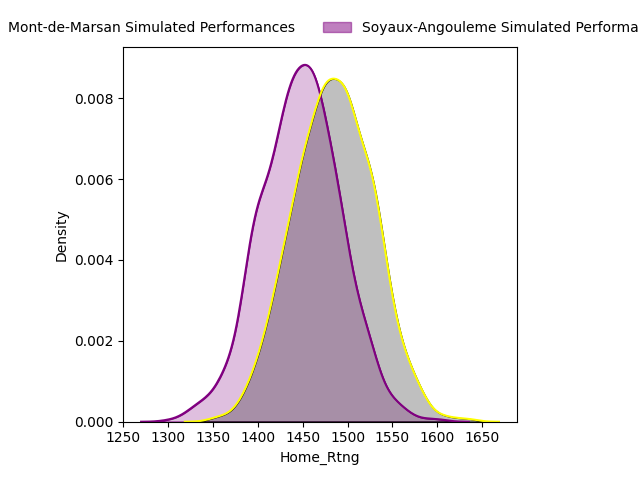 Mont-de-Marsan Simulated Performances
Soyaux-Angouleme Simulated Performa
0.008
0.006
0.004
0.002
0.000
Density
1250 1300 1350 1400 1450 1500 1550 1600 1650
Home_Rtng